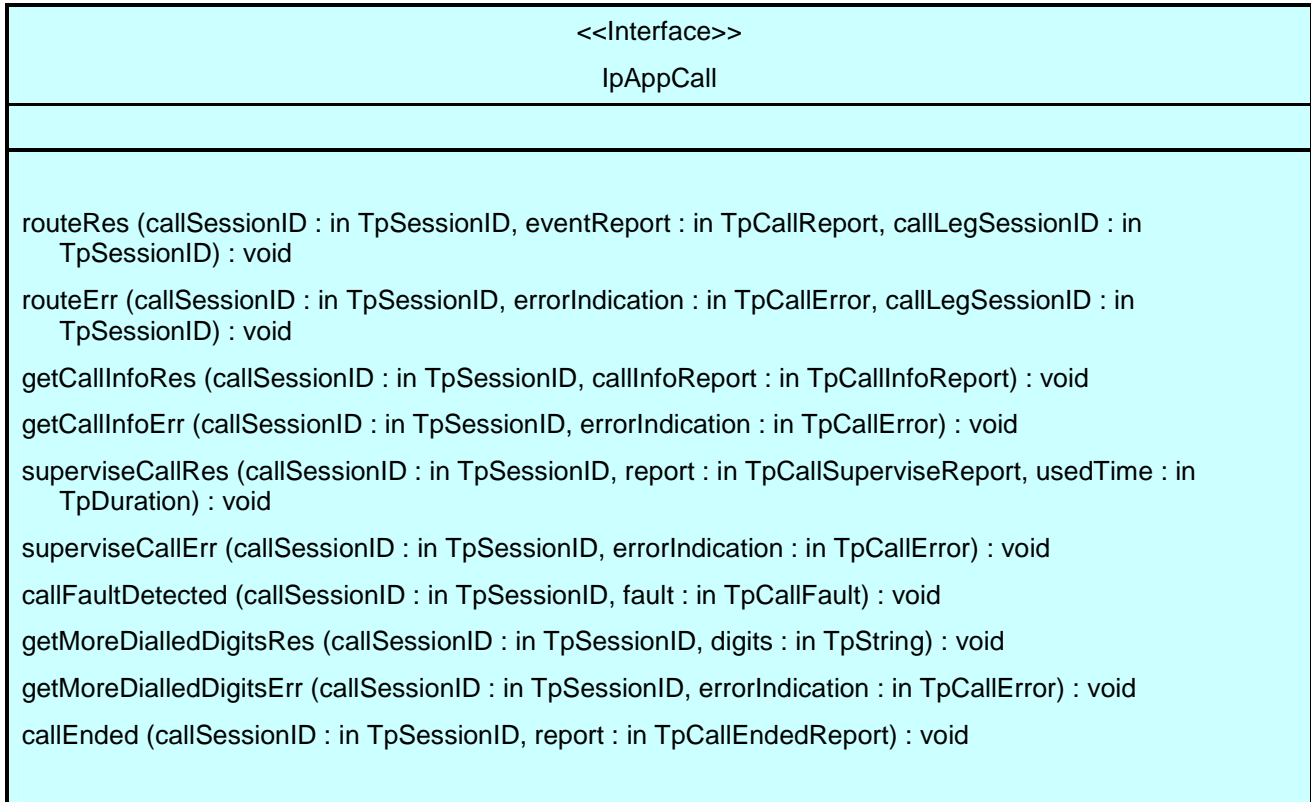 <<Interface>>
IpAppCall
routeRes (callSessionID : in TpSessionID, eventReport : in TpCallReport, callLegSessionID : in
TpSessionID) : void
routeErr (callSessionID : in TpSessionID, errorIndication : in TpCallError, callLegSessionID : in
TpSessionID) : void
getCallInfoRes (callSessionID : in TpSessionID, callInfoReport : in TpCallInfoReport) : void
getCallInfoErr (callSessionID : in TpSessionID, errorIndication : in TpCallError) : void
superviseCallRes (callSessionID : in TpSessionID, report : in TpCallSuperviseReport, usedTime : in
TpDuration) : void
superviseCallErr (callSessionID : in TpSessionID, errorIndication : in TpCallError) : void
callFaultDetected (callSessionID : in TpSessionID, fault : in TpCallFault) : void
getMoreDialledDigitsRes (callSessionID : in TpSessionID, digits : in TpString) : void
getMoreDialledDigitsErr (callSessionID : in TpSessionID, errorIndication : in TpCallError) : void
callEnded (callSessionID : in TpSessionID, report : in TpCallEndedReport) : void